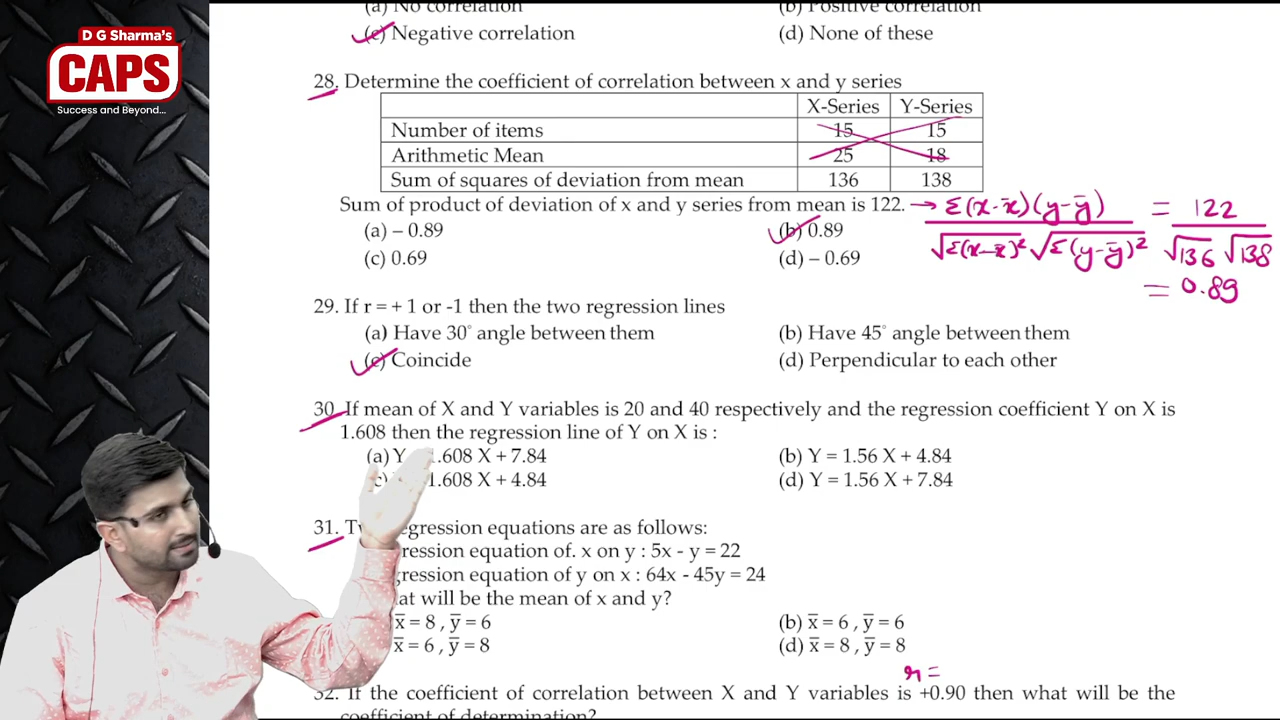 D G Sharma's
CAPS
Success and Beyond...
(a) No correlation (b) Positive correlation
(c) Negative correlation (d) None of these
28. Determine the coefficient of correlation between x and y series
X-Series Y-Series
Number of items 15 15
Arithmetic Mean 25 18
Sum of squares of deviation from mean 136 138
Sum of product of deviation of x and y series from mean is 122. → Σ(x-x̄)(y-ȳ) / √Σ(x-x̄)² √Σ(y-ȳ)² = 122 / √136 √138
(a) – 0.89 (b) 0.89
(c) 0.69 (d) – 0.69
= 0.89
29. If r = + 1 or -1 then the two regression lines
(a) Have 30° angle between them (b) Have 45° angle between them
(c) Coincide (d) Perpendicular to each other
30. If mean of X and Y variables is 20 and 40 respectively and the regression coefficient Y on X is
1.608 then the regression line of Y on X is :
(a) Y 1.608 X + 7.84 (b) Y = 1.56 X + 4.84
1.608 X + 4.84 (d) Y = 1.56 X + 7.84
31. regression equations are as follows:
equation of. x on y : 5x - y = 22
equation of y on x : 64x - 45y = 24
will be the mean of x and y?
x̄ = 8 , ȳ = 6 (b) x̄ = 6 , ȳ = 6
x̄ = 6 , ȳ = 8 (d) x̄ = 8 , ȳ = 8
r =
32. If the coefficient of correlation between X and Y variables is +0.90 then what will be the
coefficient of determination?